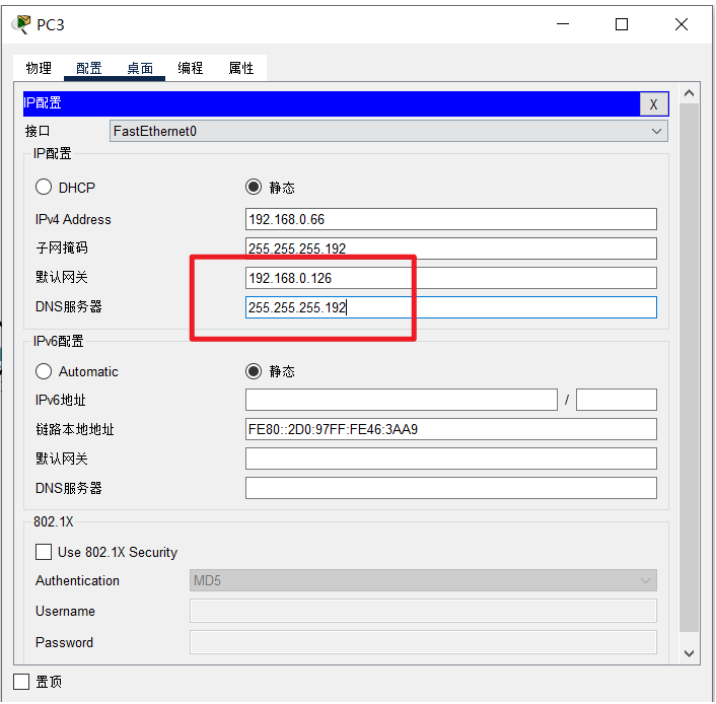 PC3
物理 配置 桌面 编程 属性
IP配置 X
接口 FastEthernet0
IP配置
DHCP 静态
IPv4 Address 192.168.0.66
子网掩码 255.255.255.192
默认网关 192.168.0.126
DNS服务器 255.255.255.192
IPv6配置
Automatic 静态
IPv6地址 /
链路本地地址 FE80::2D0:97FF:FE46:3AA9
默认网关
DNS服务器
802.1X
Use 802.1X Security
Authentication MD5
Username
Password
置顶